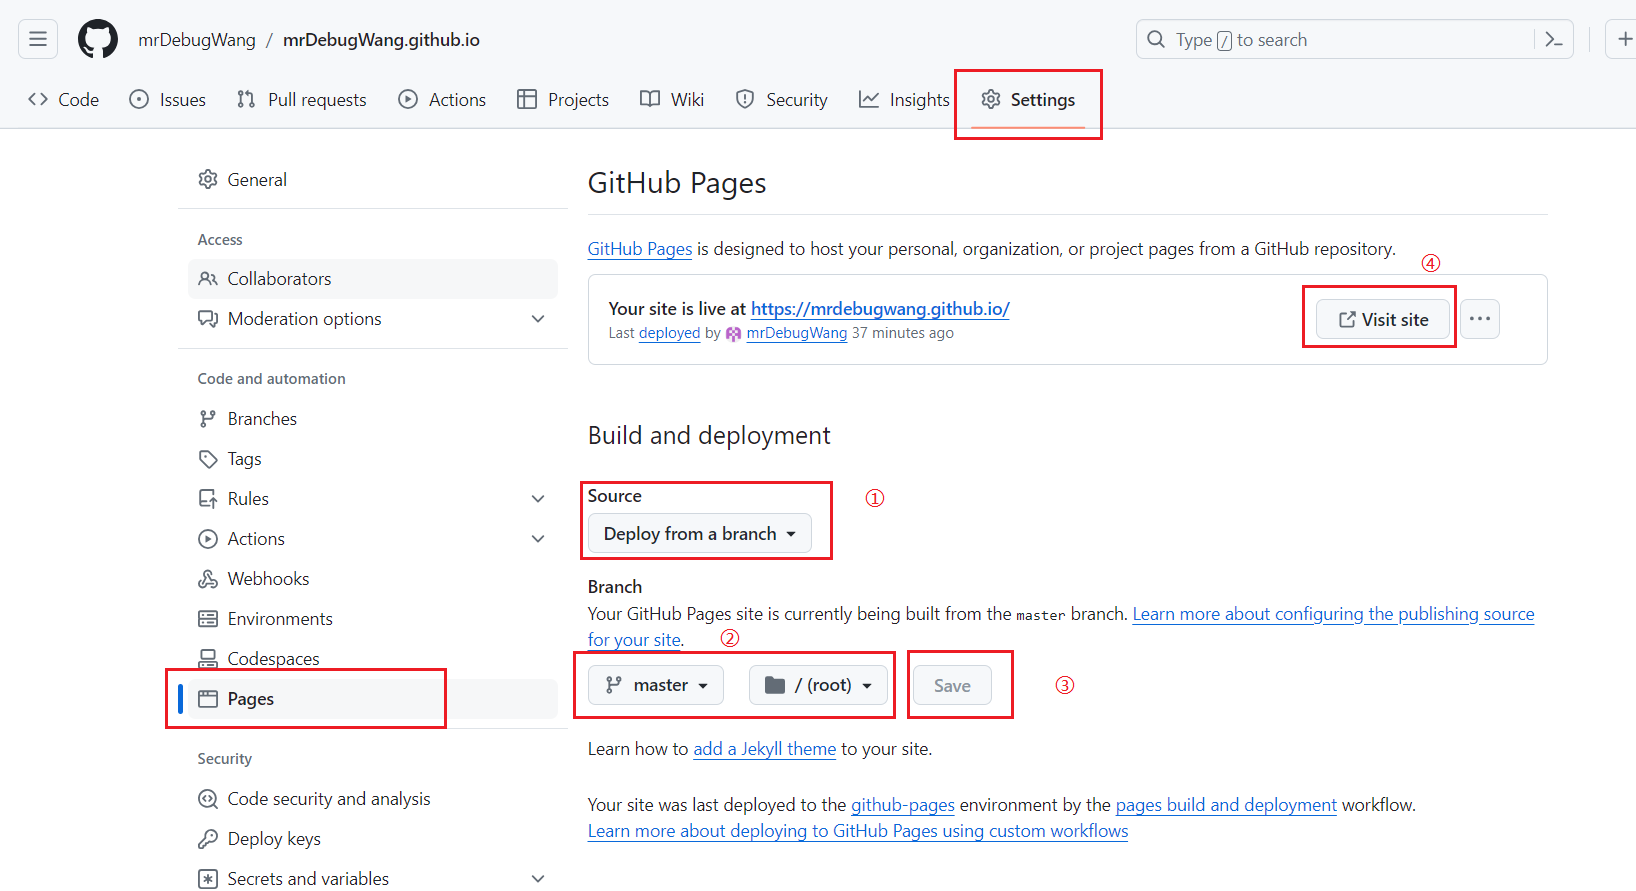 mrDebugWang / mrDebugWang.github.io
Type / to search
Code Issues Pull requests Actions Projects Wiki Security Insights Settings
General
Access
Collaborators
Moderation options
Code and automation
Branches
Tags
Rules
Actions
Webhooks
Environments
Codespaces
Pages
Security
Code security and analysis
Deploy keys
Secrets and variables
GitHub Pages
GitHub Pages is designed to host your personal, organization, or project pages from a GitHub repository.
④
Your site is live at https://mrdebugwang.github.io/
Last deployed by mrDebugWang 37 minutes ago
Visit site
Build and deployment
Source
①
Deploy from a branch
Branch
Your GitHub Pages site is currently being built from the master branch. Learn more about configuring the publishing source
for your site.
②
master / (root) Save
③
Learn how to add a Jekyll theme to your site.
Your site was last deployed to the github-pages environment by the pages build and deployment workflow.
Learn more about deploying to GitHub Pages using custom workflows